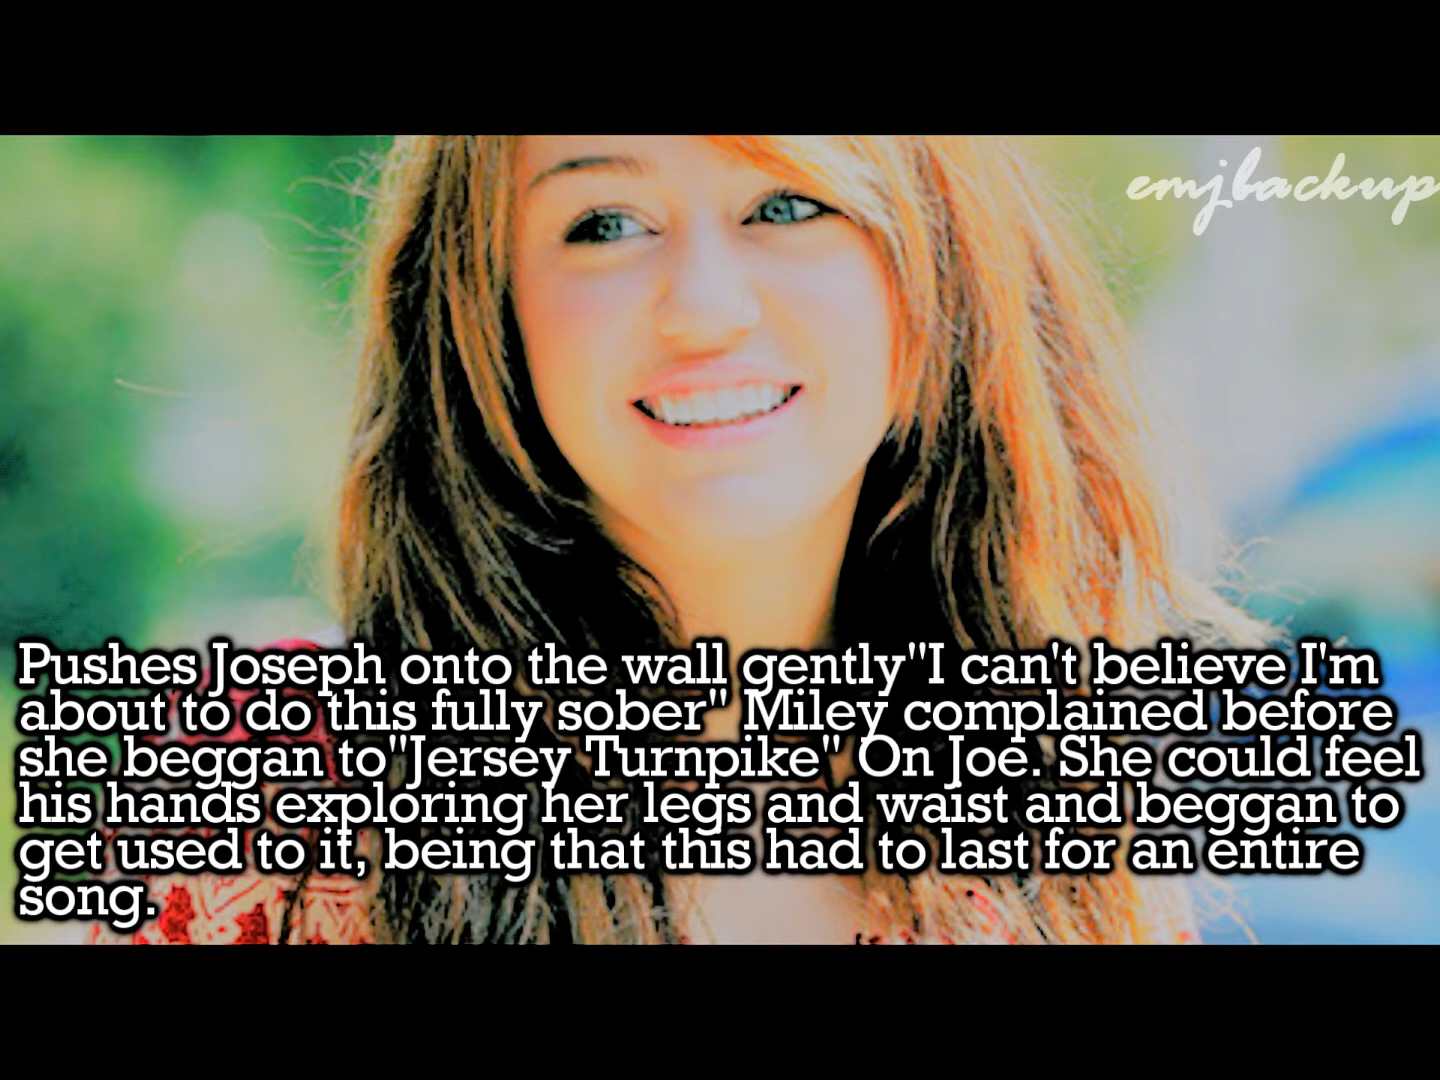 emjbackup
Pushes Joseph onto the wall gently"I can't believe I'm
about to do this fully sober" Miley complained before
she beggan to"Jersey Turnpike" On Joe. She could feel
his hands exploring her legs and waist and beggan to
get used to it, being that this had to last for an entire
song.